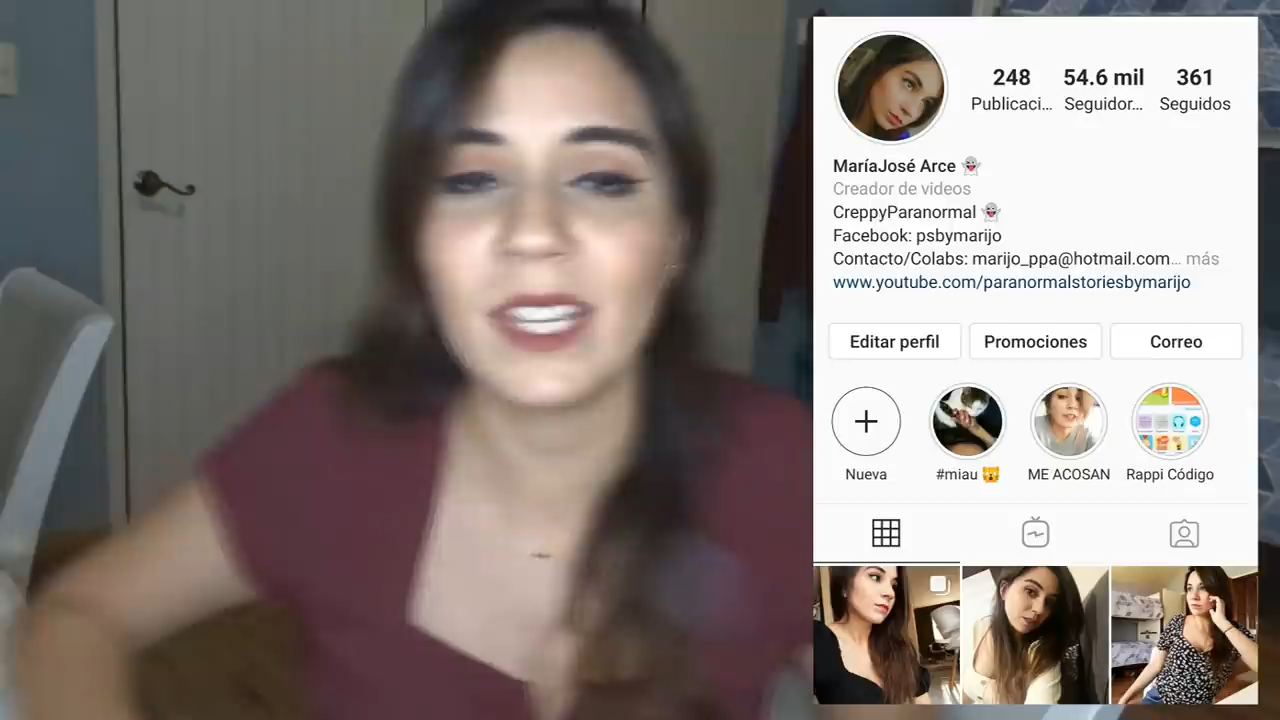 248 54.6 mil 361
Publicaci... Seguidor... Seguidos
MaríaJosé Arce 👻
Creador de videos
CreppyParanormal 👻
Facebook: psbymarijo
Contacto/Colabs: marijo_ppa@hotmail.com... más
www.youtube.com/paranormalstoriesbymarijo
Editar perfil Promociones Correo
Nueva #miau 🐱 ME ACOSAN Rappi Código